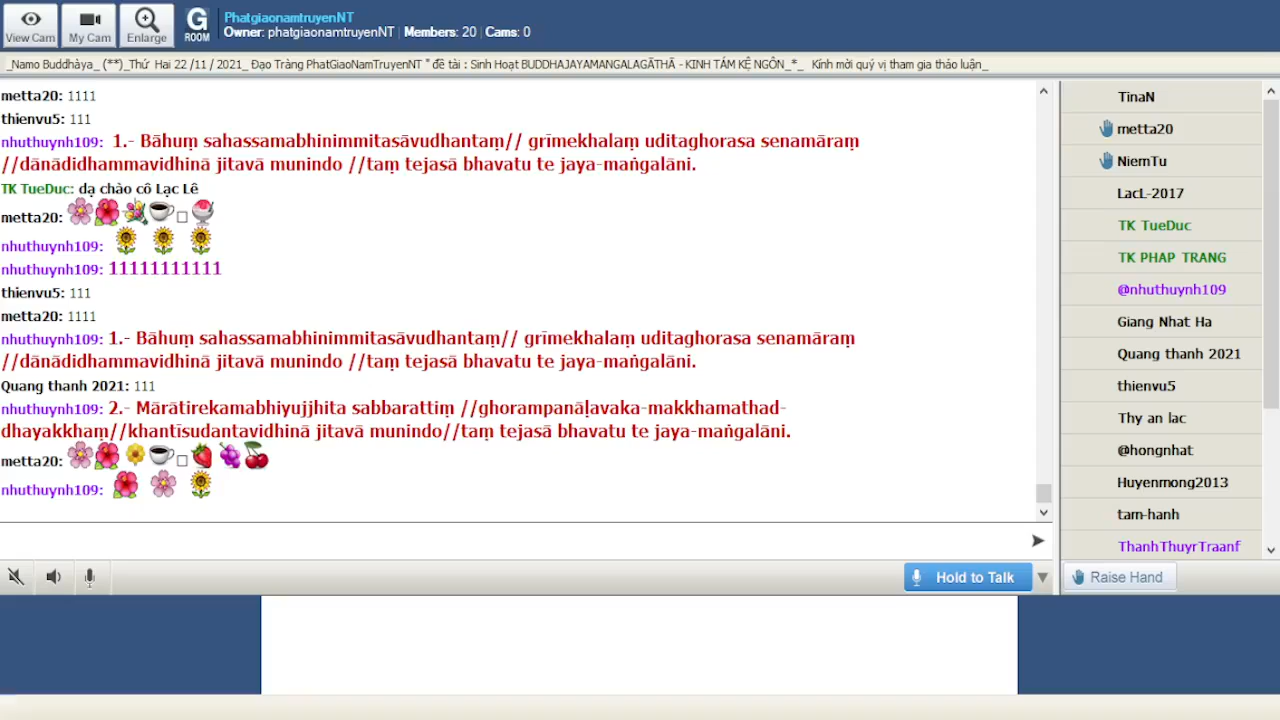 View Cam
My Cam
Enlarge
G
ROOM
PhatgiaonamtruyenNT
Owner: phatgiaonamtruyenNT | Members: 20 | Cams: 0
_Namo Buddhàya_ (**)_Thứ Hai 22 /11 / 2021_ Đạo Tràng PhatGiaoNamTruyenNT * đề tài : Sinh Hoạt BUDDHAJAYAMANGALAGĀTHĀ - KINH TÁM KỆ NGÔN_*_ Kính mời quý vị tham gia thảo luận_
metta20: 1111
thienvu5: 111
nhuthuynh109: 1.- Bāhuṃ sahassamabhinimmitasāvudhantaṃ// grīmekhalaṃ uditaghorasa senamāraṃ
//dānādidhammavidhinā jitavā munindo //taṃ tejasā bhavatu te jaya-maṅgalāni.
TK TueDuc: dạ chào cô Lạc Lê
metta20:
nhuthuynh109:
nhuthuynh109: 11111111111
thienvu5: 111
metta20: 1111
nhuthuynh109: 1.- Bāhuṃ sahassamabhinimmitasāvudhantaṃ// grīmekhalaṃ uditaghorasa senamāraṃ
//dānādidhammavidhinā jitavā munindo //taṃ tejasā bhavatu te jaya-maṅgalāni.
Quang thanh 2021: 111
nhuthuynh109: 2.- Mārātirekamabhiyujjhita sabbarattiṃ //ghorampanāḷavaka-makkhamathad-
dhayakkhaṃ//khantīsudantavidhinā jitavā munindo//taṃ tejasā bhavatu te jaya-maṅgalāni.
metta20:
nhuthuynh109:
TinaN
metta20
NiemTu
LacL-2017
TK TueDuc
TK PHAP TRANG
@nhuthuynh109
Giang Nhat Ha
Quang thanh 2021
thienvu5
Thy an lac
@hongnhat
Huyenmong2013
tam-hanh
ThanhThuyrTraanf
Hold to Talk
Raise Hand